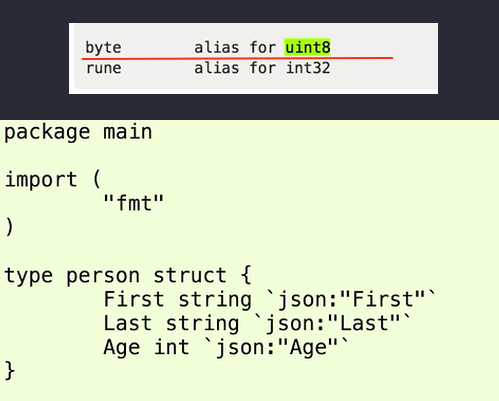 byte alias for uint8
rune alias for int32
package main
import (
"fmt"
)
type person struct {
First string `json:"First"`
Last string `json:"Last"`
Age int `json:"Age"`
}